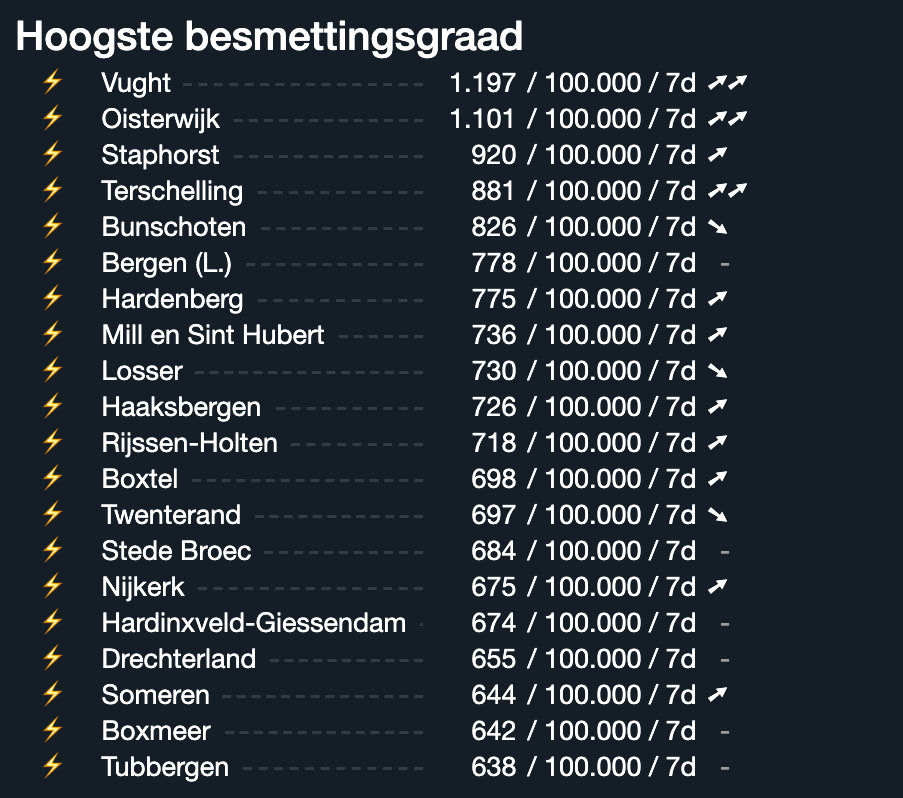 Hoogste besmettingsgraad
⚡ Vught 1.197 / 100.000 / 7d ➚➚
⚡ Oisterwijk 1.101 / 100.000 / 7d ➚➚
⚡ Staphorst 920 / 100.000 / 7d ➚
⚡ Terschelling 881 / 100.000 / 7d ➚➚
⚡ Bunschoten 826 / 100.000 / 7d ➘
⚡ Bergen (L.) 778 / 100.000 / 7d -
⚡ Hardenberg 775 / 100.000 / 7d ➚
⚡ Mill en Sint Hubert 736 / 100.000 / 7d ➚
⚡ Losser 730 / 100.000 / 7d ➘
⚡ Haaksbergen 726 / 100.000 / 7d ➚
⚡ Rijssen-Holten 718 / 100.000 / 7d ➚
⚡ Boxtel 698 / 100.000 / 7d ➚
⚡ Twenterand 697 / 100.000 / 7d ➘
⚡ Stede Broec 684 / 100.000 / 7d -
⚡ Nijkerk 675 / 100.000 / 7d ➚
⚡ Hardinxveld-Giessendam 674 / 100.000 / 7d -
⚡ Drechterland 655 / 100.000 / 7d -
⚡ Someren 644 / 100.000 / 7d ➚
⚡ Boxmeer 642 / 100.000 / 7d -
⚡ Tubbergen 638 / 100.000 / 7d -